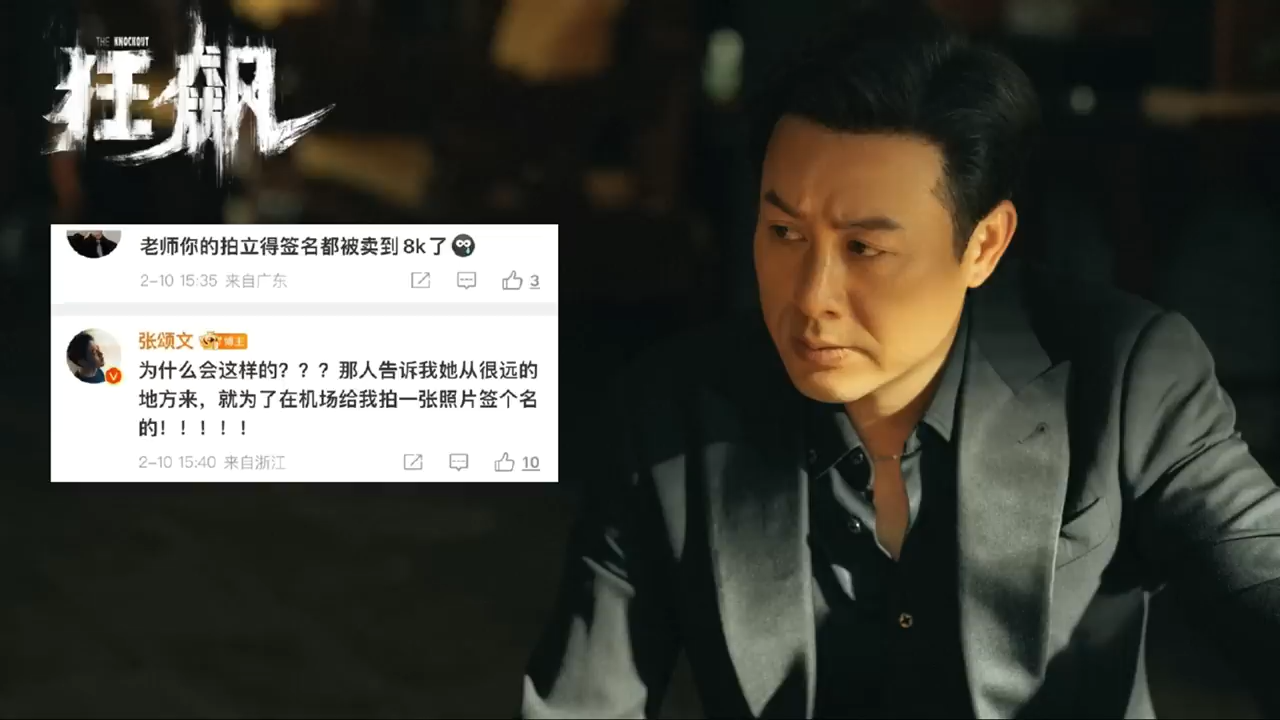 THE KNOCKOUT
狂飙
老师你的拍立得签名都被卖到8k了
2-10 15:35 来自广东
3
张颂文 博主
为什么会这样的？？？那人告诉我她从很远的
地方来，就为了在机场给我拍一张照片签个名
的！！！！！
2-10 15:40 来自浙江
10